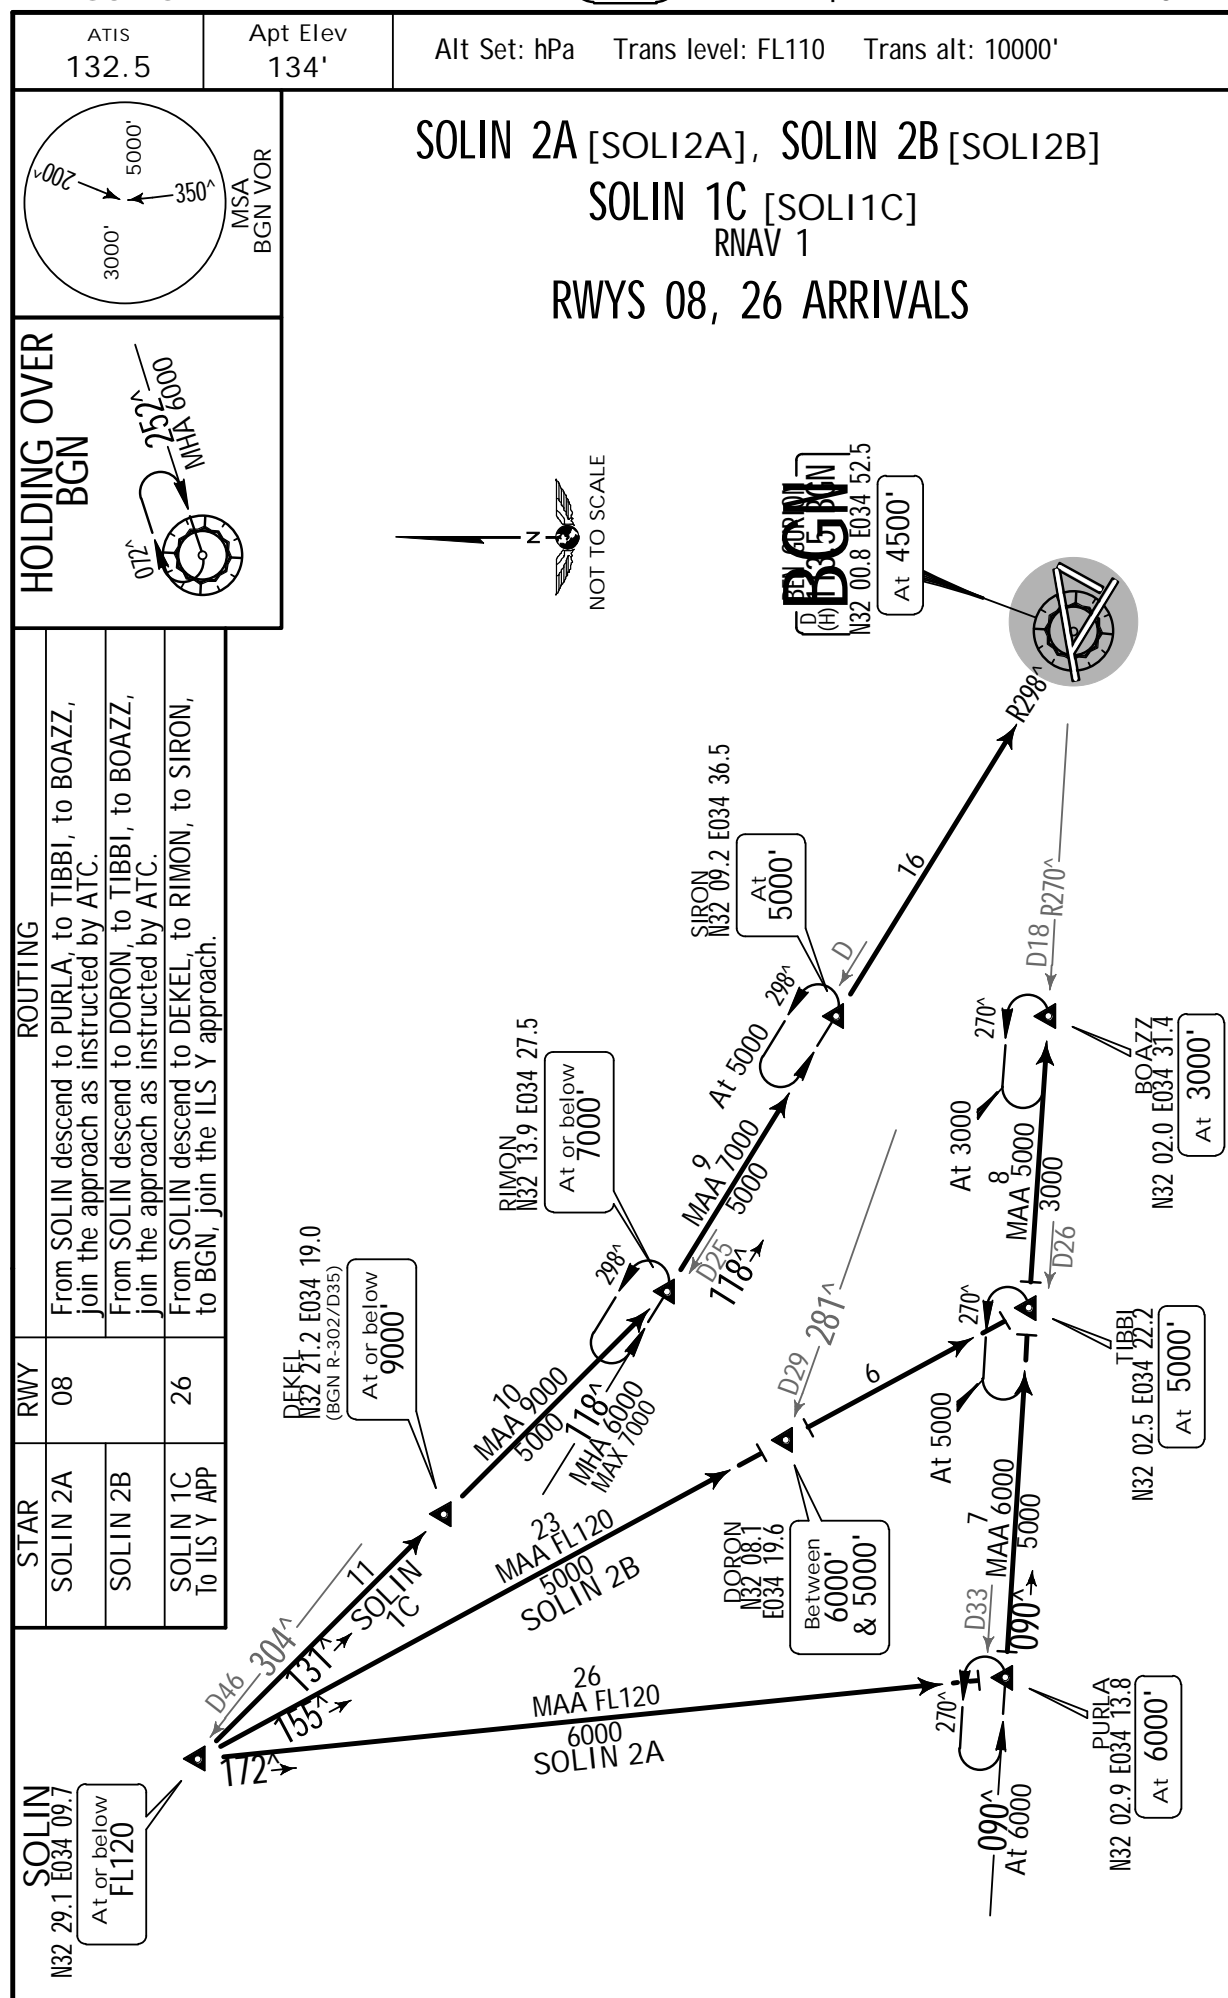 ATIS
132.5
Apt Elev
134'
Alt Set: hPa Trans level: FL110 Trans alt: 10000'
SOLIN 2A [SOLI2A], SOLIN 2B [SOLI2B]
SOLIN 1C [SOLI1C]
RNAV 1
RWYS 08, 26 ARRIVALS
200^
5000'
350^
3000'
MSA
BGN VOR
HOLDING OVER
BGN
252^
MHA 6000
072^
N
NOT TO SCALE
STAR RWY ROUTING
SOLIN 2A 08 From SOLIN descend to PURLA, to TIBBI, to BOAZZ,
join the approach as instructed by ATC.
SOLIN 2B From SOLIN descend to DORON, to TIBBI, to BOAZZ,
join the approach as instructed by ATC.
SOLIN 1C 26 From SOLIN descend to DEKEL, to RIMON, to SIRON,
To ILS Y APP to BGN, join the ILS Y approach.
D
(H)
BEN GURION
113.5 BGN
BGN
N32 00.8 E034 52.5
At 4500'
R298^
16
SIRON
N32 09.2 E034 36.5
At
5000'
D
298^
At 5000
D18 R270^
270^
BOAZZ
N32 02.0 E034 31.4
At 3000'
At 3000
RIMON
N32 13.9 E034 27.5
At or below
7000'
9
MAA 7000
5000
D25
118^
298^
8
MAA 5000
3000
D26
DEKEL
N32 21.2 E034 19.0
(BGN R-302/D35)
At or below
9000'
10
MAA 9000
5000
118^
MHA 6000
MAX 7000
D29 281^
6
270^
TIBBI
N32 02.5 E034 22.2
At 5000'
At 5000
DORON
N32 08.1
E034 19.6
Between
6000'
& 5000'
7
MAA 6000
5000
D33
090^
11
SOLIN
1C
D46 304^
131^
23
MAA FL120
5000
SOLIN 2B
155^
26
MAA FL120
6000
SOLIN 2A
172^
270^
PURLA
N32 02.9 E034 13.8
At 6000'
090^
At 6000
SOLIN
N32 29.1 E034 09.7
At or below
FL120